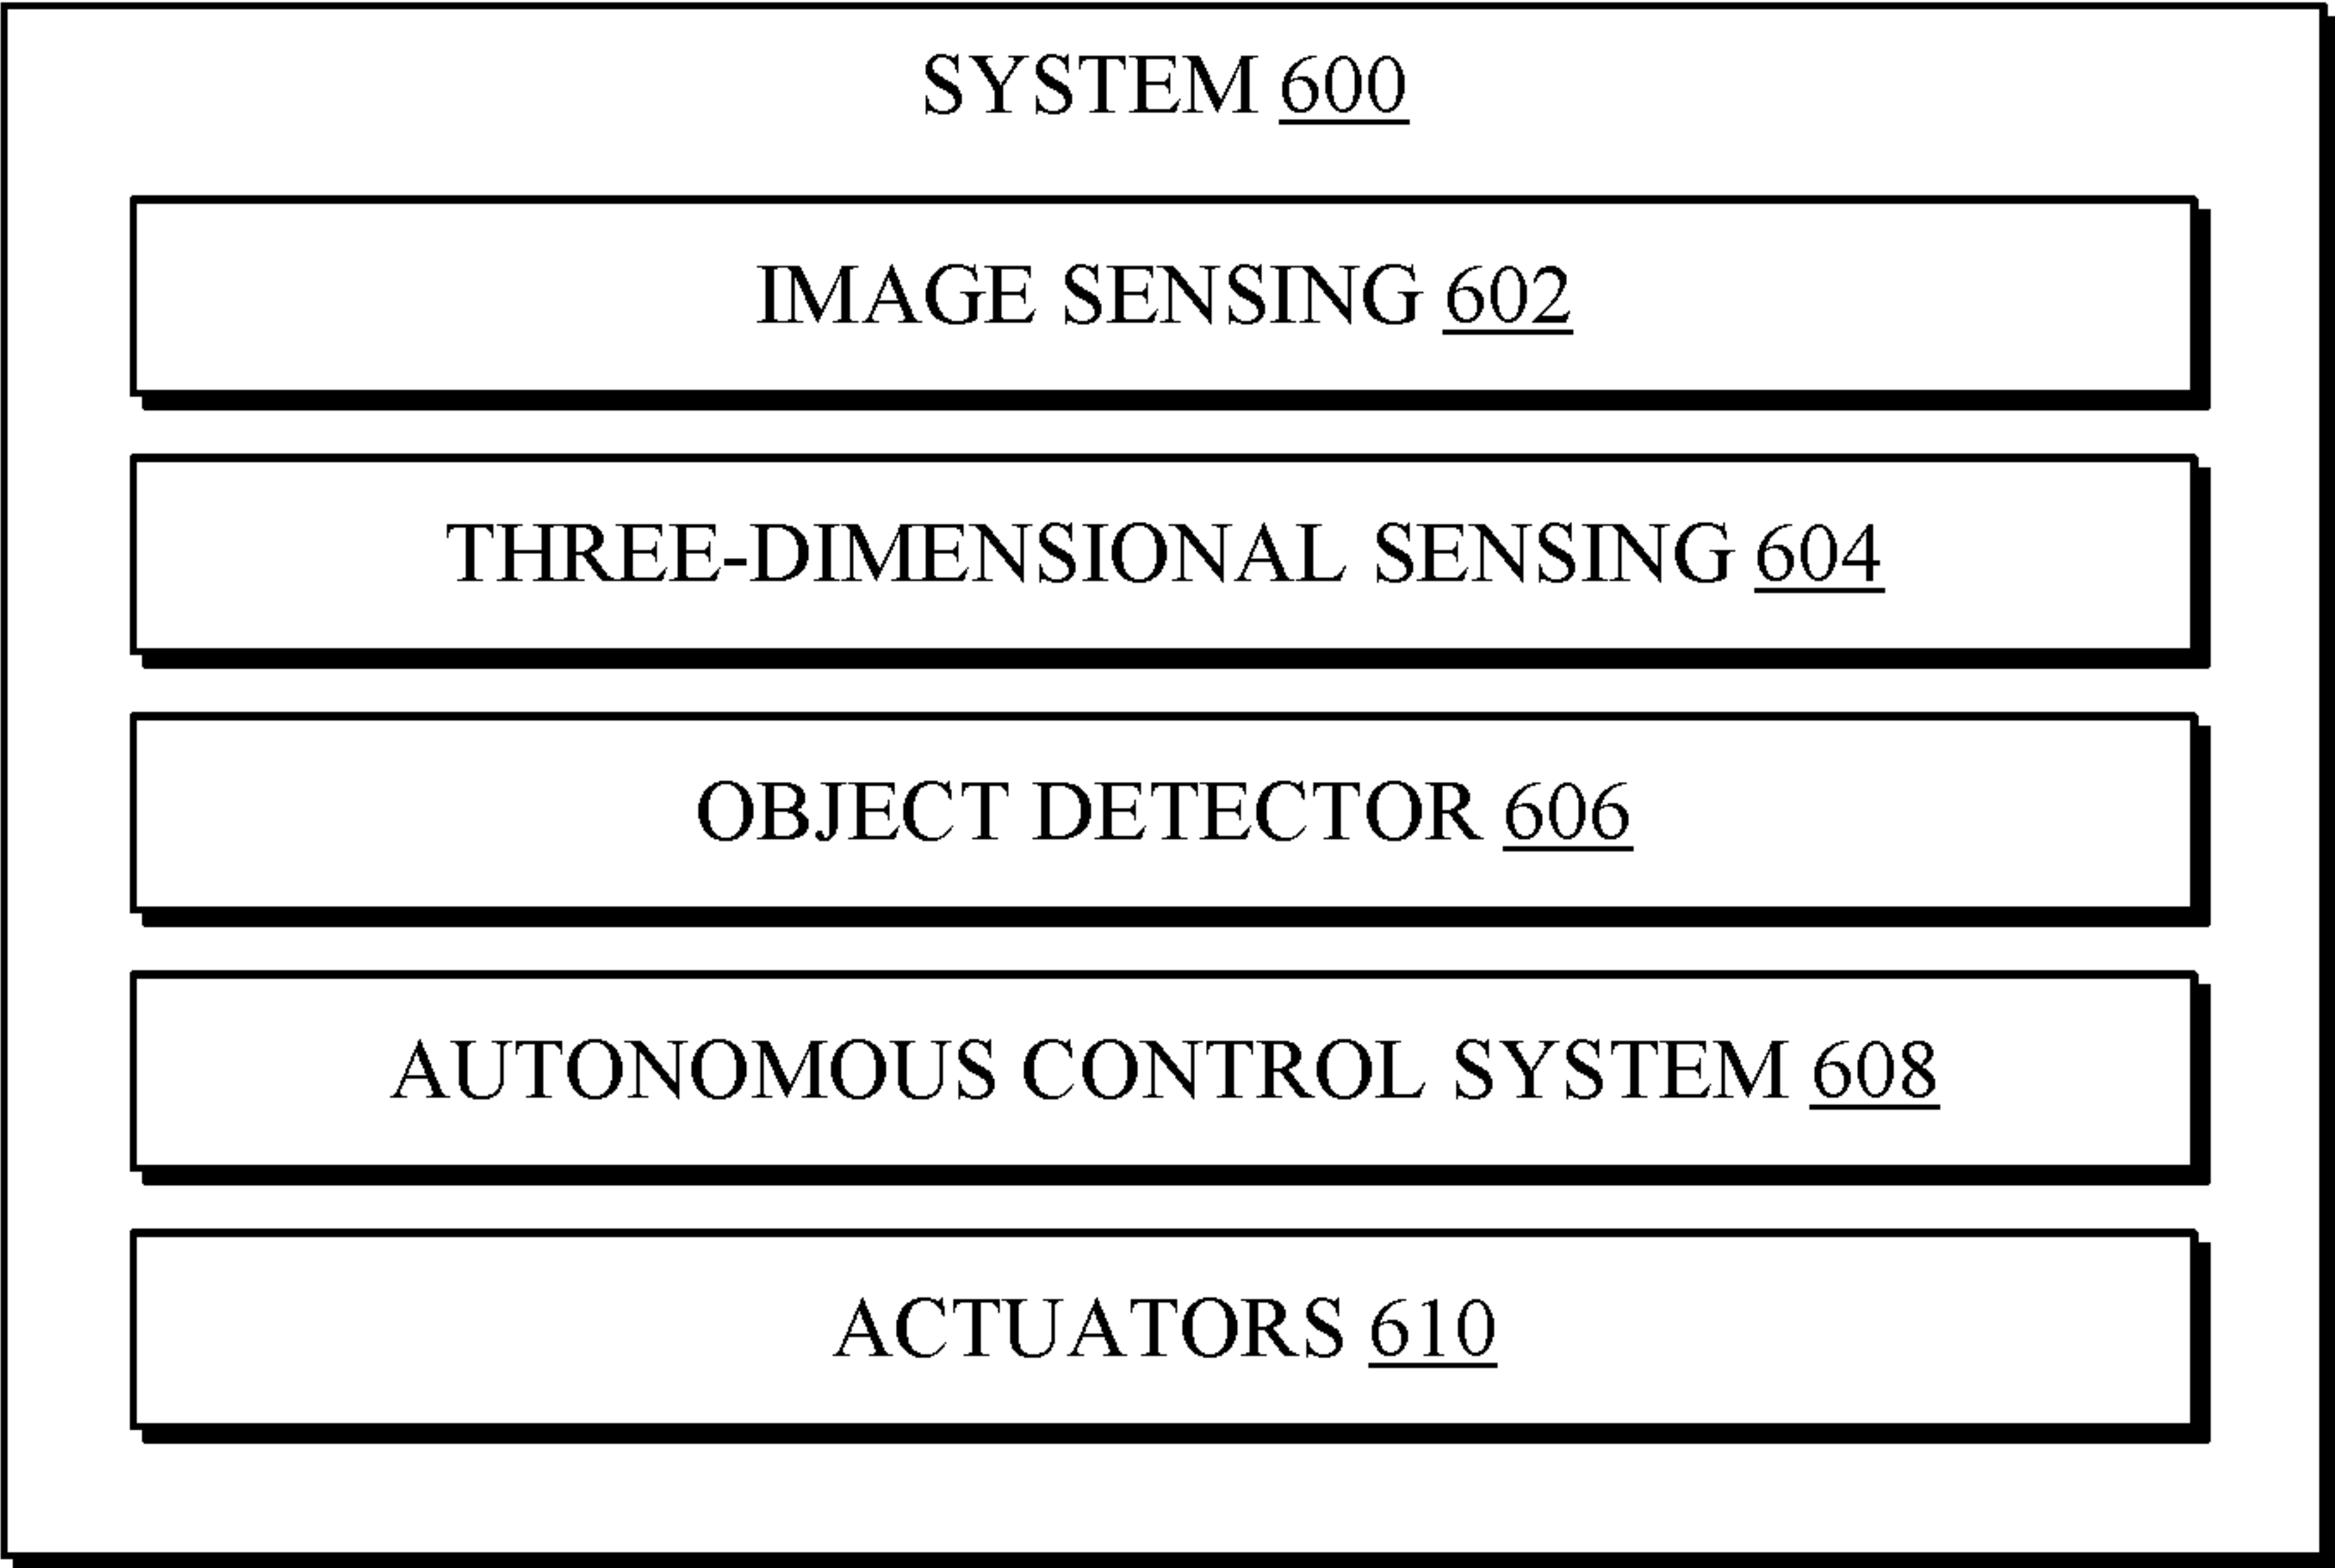 SYSTEM 600
IMAGE SENSING 602
THREE-DIMENSIONAL SENSING 604
OBJECT DETECTOR 606
AUTONOMOUS CONTROL SYSTEM 608
ACTUATORS 610